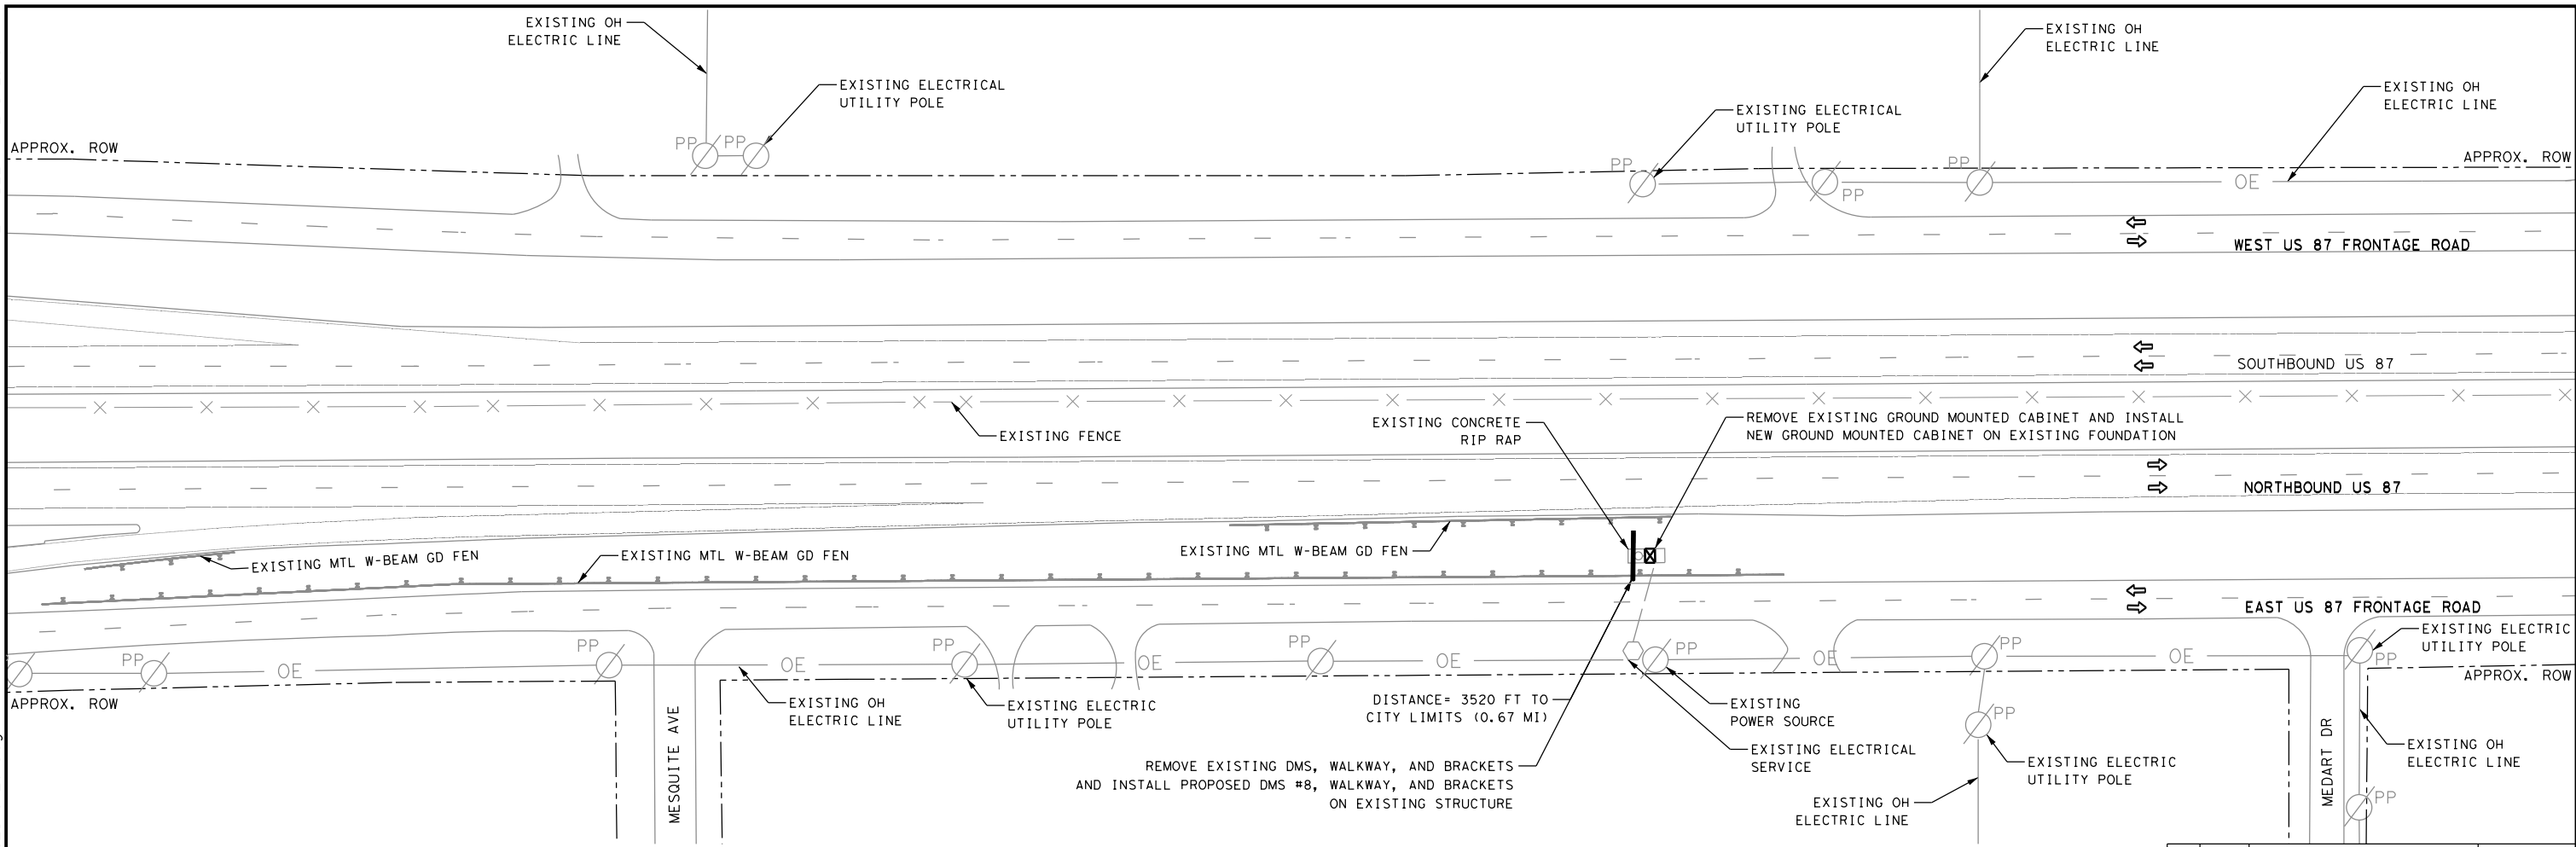 EXISTING OH
ELECTRIC LINE
EXISTING OH
ELECTRIC LINE
EXISTING ELECTRICAL
UTILITY POLE
EXISTING OH
ELECTRIC LINE
EXISTING ELECTRICAL
UTILITY POLE
APPROX. ROW
PP
PP
PP
PP
PP
APPROX. ROW
OE
WEST US 87 FRONTAGE ROAD
SOUTHBOUND US 87
EXISTING FENCE
EXISTING CONCRETE
RIP RAP
REMOVE EXISTING GROUND MOUNTED CABINET AND INSTALL
NEW GROUND MOUNTED CABINET ON EXISTING FOUNDATION
NORTHBOUND US 87
EXISTING MTL W-BEAM GD FEN
EXISTING MTL W-BEAM GD FEN
EXISTING MTL W-BEAM GD FEN
EAST US 87 FRONTAGE ROAD
EXISTING ELECTRIC
UTILITY POLE
PP
PP
PP
PP
PP
PP
PP
OE
OE
OE
OE
OE
OE
APPROX. ROW
APPROX. ROW
EXISTING OH
ELECTRIC LINE
EXISTING ELECTRIC
UTILITY POLE
DISTANCE= 3520 FT TO
CITY LIMITS (0.67 MI)
EXISTING
POWER SOURCE
PP
EXISTING ELECTRICAL
SERVICE
EXISTING ELECTRIC
UTILITY POLE
EXISTING OH
ELECTRIC LINE
REMOVE EXISTING DMS, WALKWAY, AND BRACKETS
AND INSTALL PROPOSED DMS #8, WALKWAY, AND BRACKETS
ON EXISTING STRUCTURE
EXISTING OH
ELECTRIC LINE
PP
MESQUITE AVE
MEDART DR